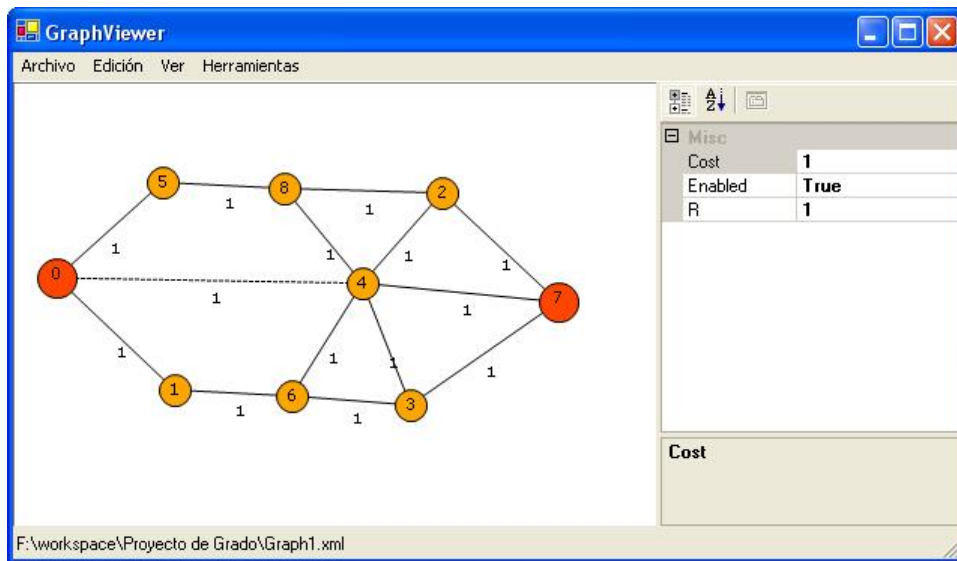 GraphViewer
Archivo Edición Ver Herramientas
Misc
Cost 1
Enabled True
R 1
5 8 2
1 1
1 1 1 1
0 4 7
1 1
1 1 1 1
1 6 3
1 1
Cost
F:\workspace\Proyecto de Grado\Graph1.xml